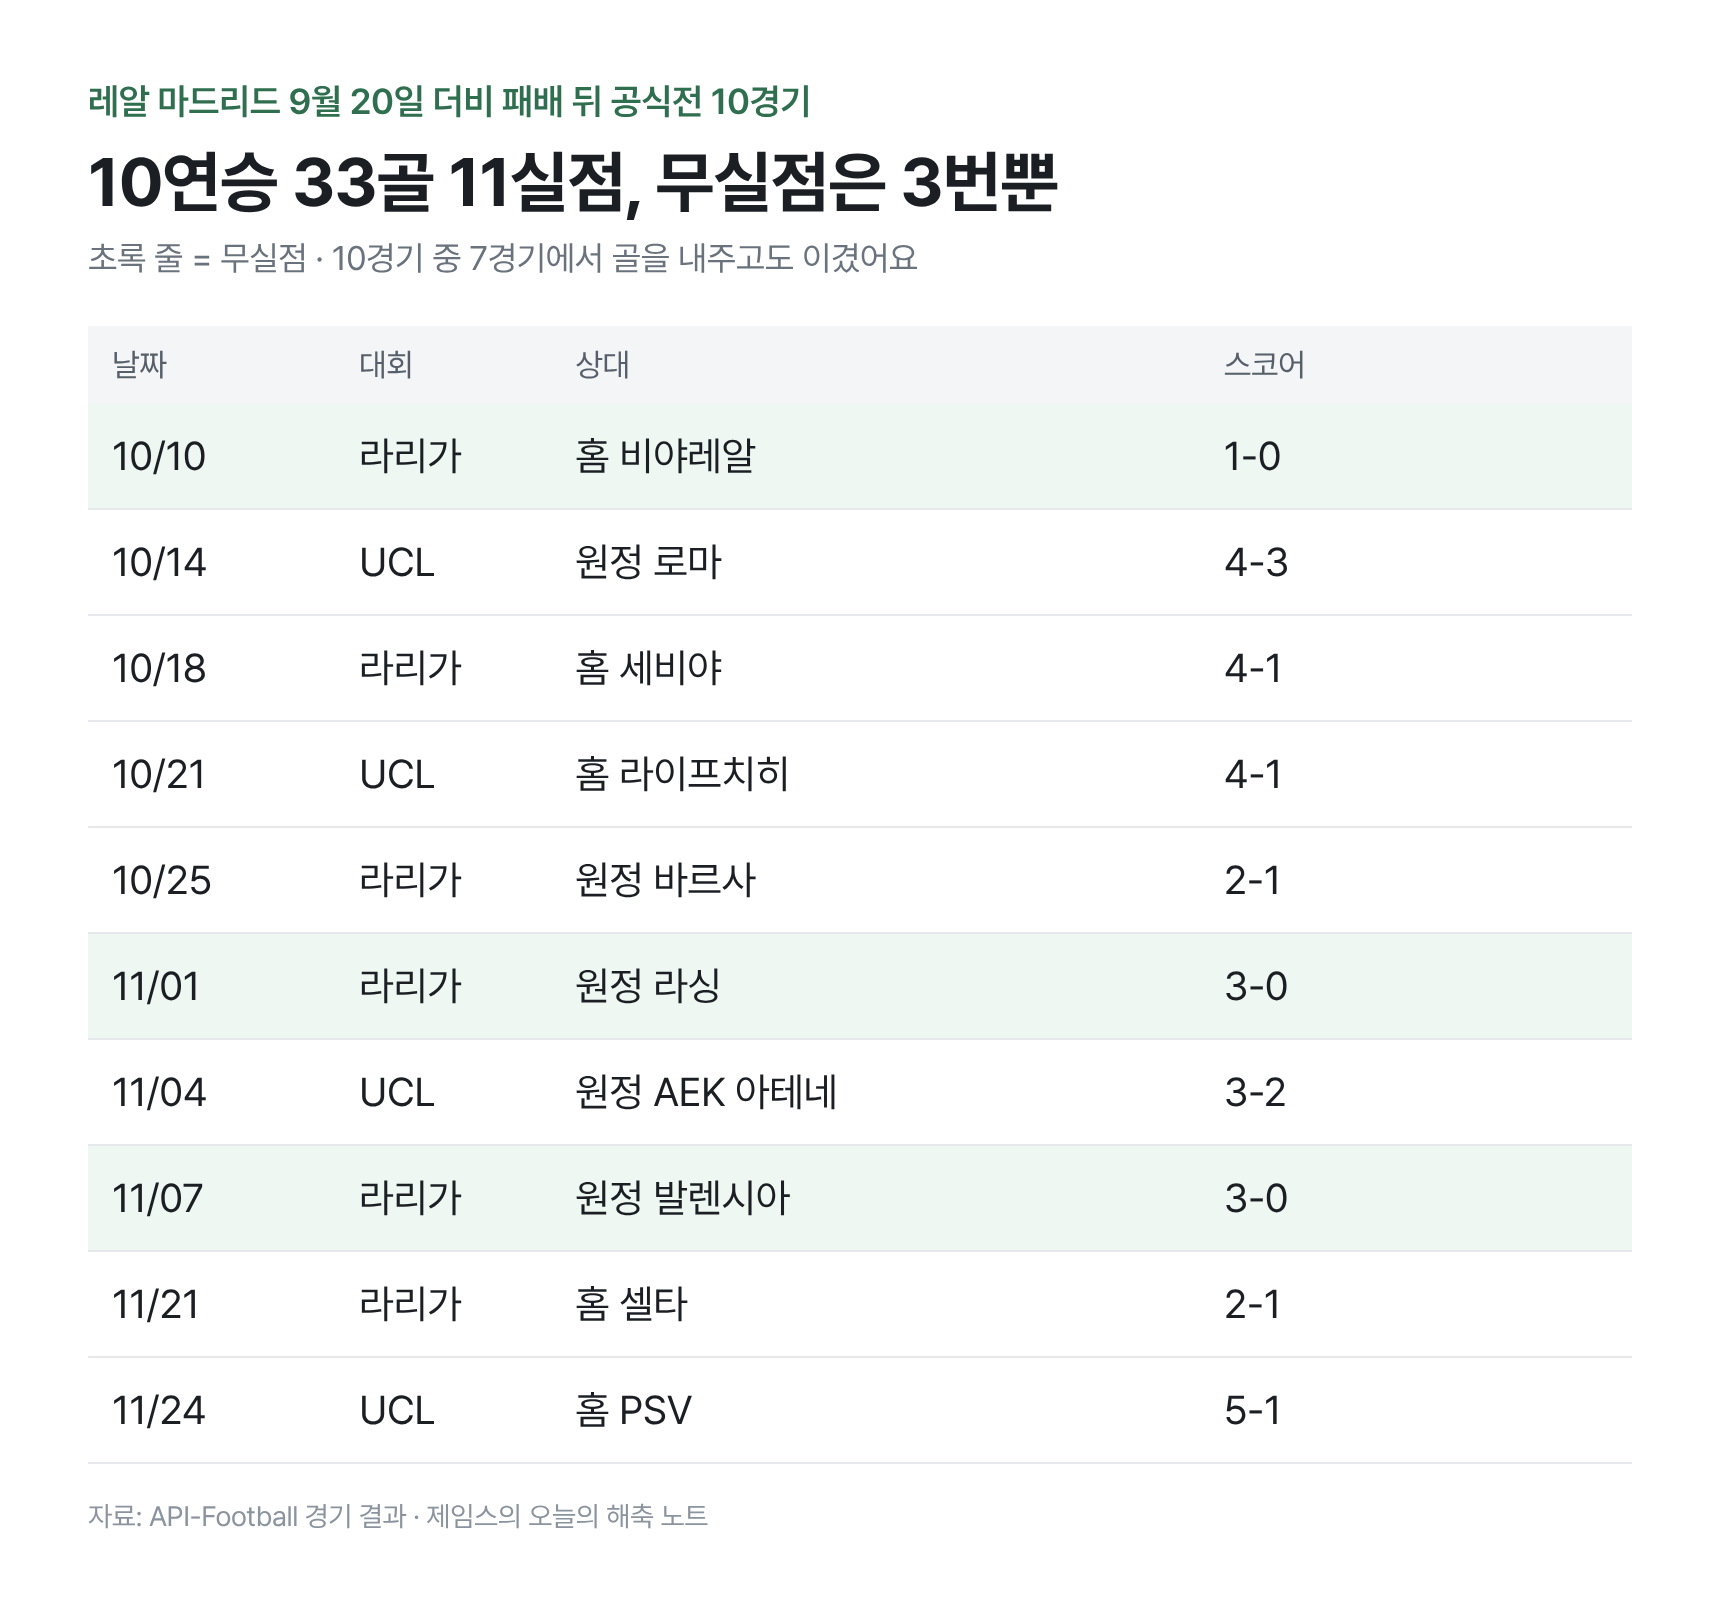 레알 마드리드 9월 20일 더비 패배 뒤 공식전 10경기
10연승 33골 11실점, 무실점은 3번뿐
초록 줄 = 무실점 · 10경기 중 7경기에서 골을 내주고도 이겼어요
날짜 대회 상대 스코어
10/10 라리가 홈 비야레알 1-0
10/14 UCL 원정 로마 4-3
10/18 라리가 홈 세비야 4-1
10/21 UCL 홈 라이프치히 4-1
10/25 라리가 원정 바르사 2-1
11/01 라리가 원정 라싱 3-0
11/04 UCL 원정 AEK 아테네 3-2
11/07 라리가 원정 발렌시아 3-0
11/21 라리가 홈 셀타 2-1
11/24 UCL 홈 PSV 5-1
자료: API-Football 경기 결과 · 제임스의 오늘의 해축 노트